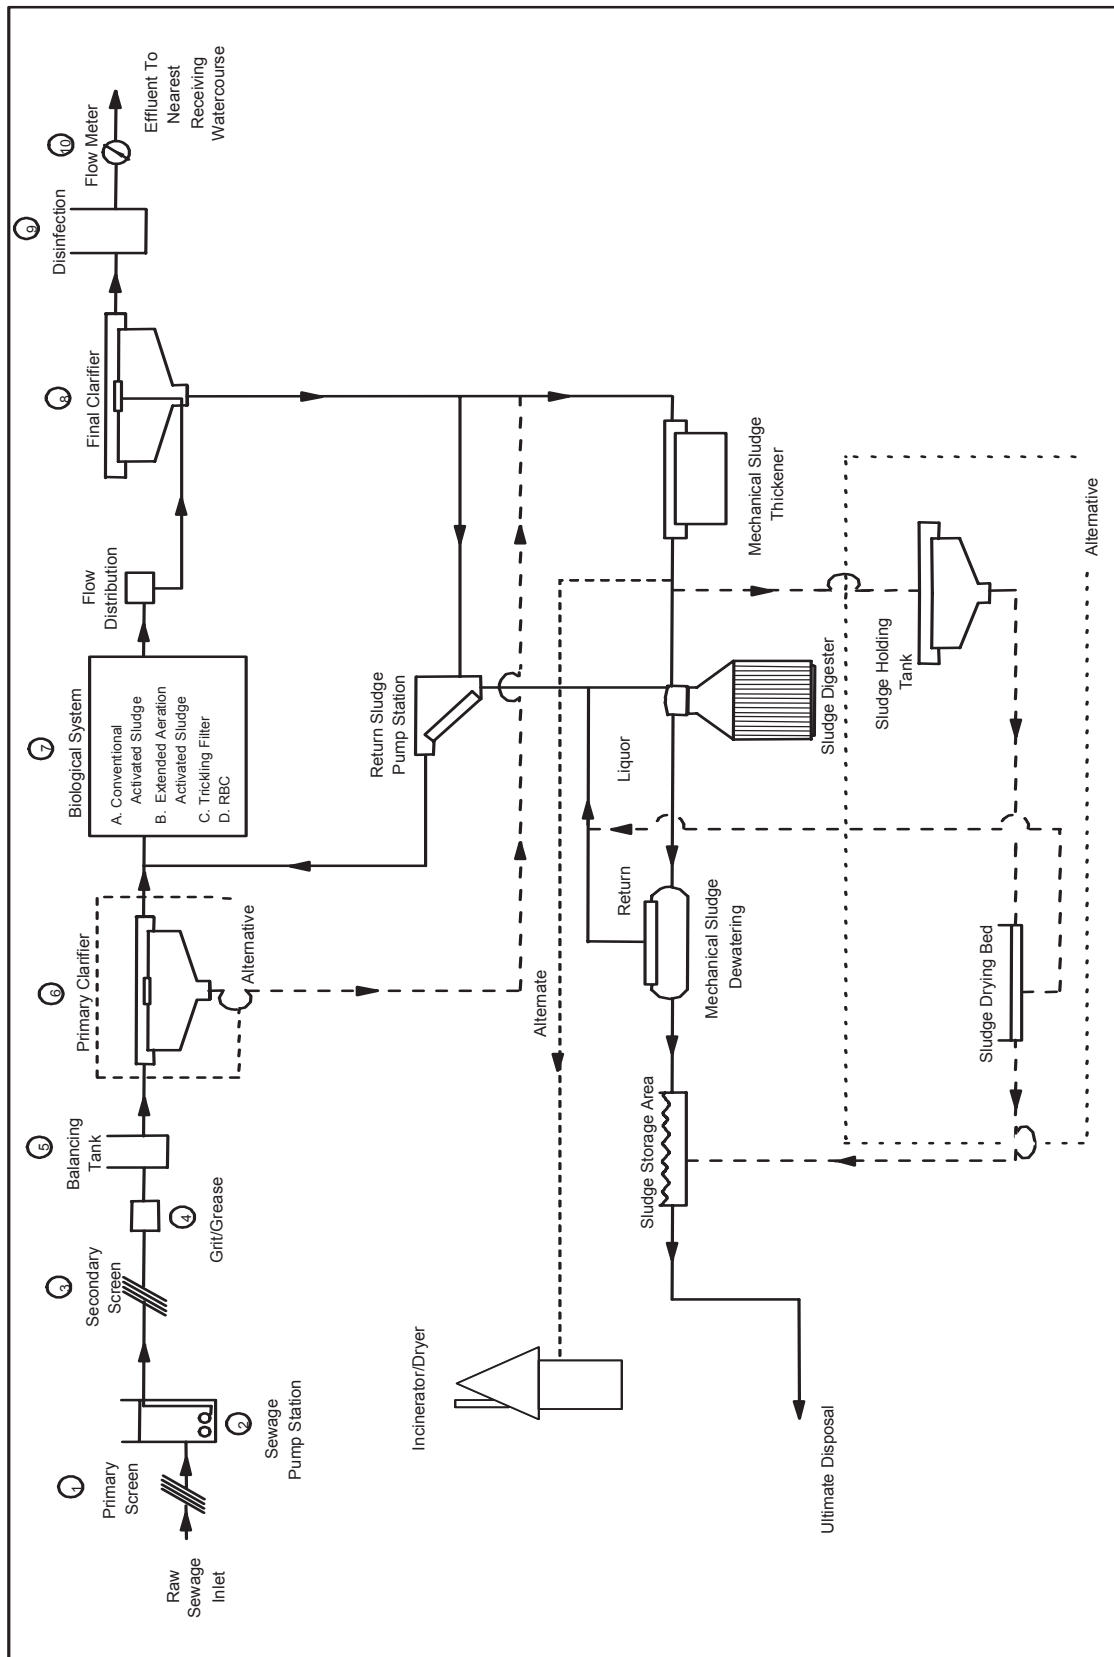 1
Primary
Screen
Raw
Sewage
Inlet
2
Sewage
Pump Station
3
Secondary
Screen
4
Grit/Grease
5
Balancing
Tank
6
Primary Clarifier
Alternative
7
Biological System
A. Conventional
Activated Sludge
B. Extended Aeration
Activated Sludge
C. Trickling Filter
D. RBC
Flow
Distribution
8
Final Clarifier
9
Disinfection
10
Flow Meter
Effluent To
Nearest
Receiving
Watercourse
Return Sludge
Pump Station
Alternate
Return
Liquor
Incinerator/Dryer
Sludge Storage Area
Mechanical Sludge
Dewatering
Sludge Digester
Mechanical Sludge
Thickener
Ultimate Disposal
Sludge Drying Bed
Sludge Holding
Tank
Alternative